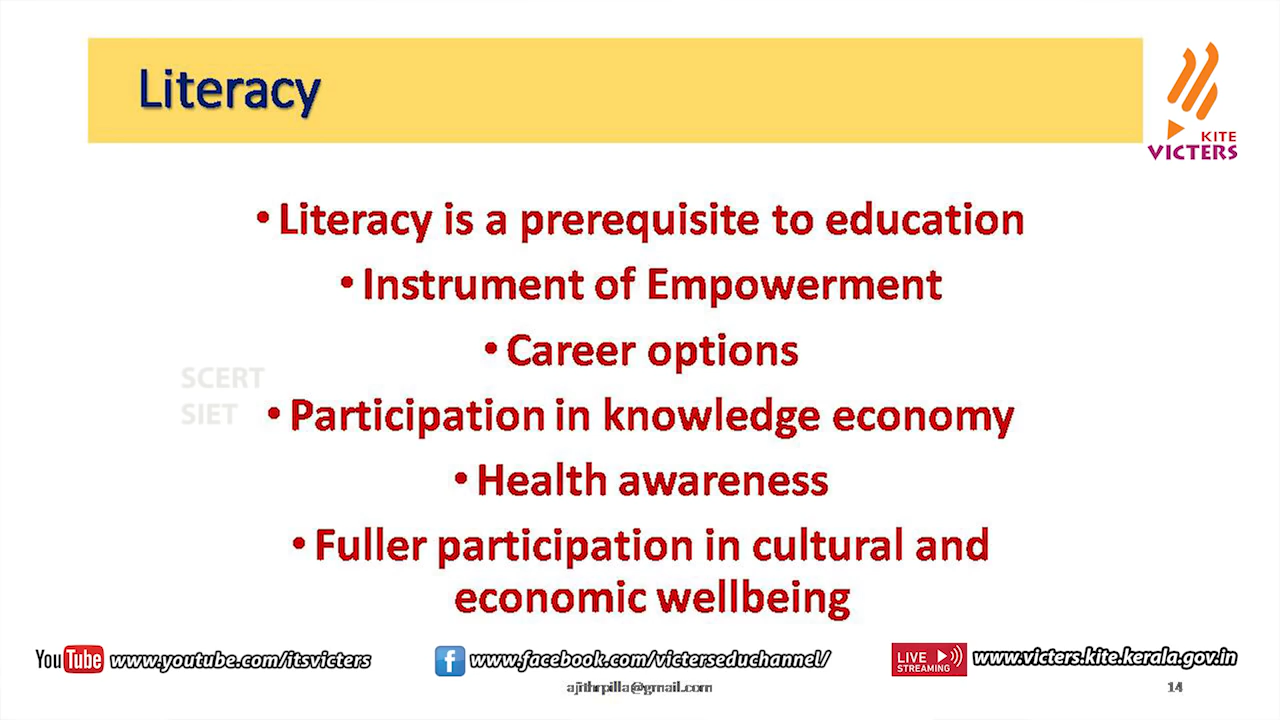 Literacy
KITE
VICTERS
• Literacy is a prerequisite to education
• Instrument of Empowerment
• Career options
SCERT
SIET
• Participation in knowledge economy
• Health awareness
• Fuller participation in cultural and
economic wellbeing
YouTube www.youtube.com/itsvicters
f www.facebook.com/victerseduchannel/
LIVE STREAMING www.victers.kite.kerala.gov.in
14